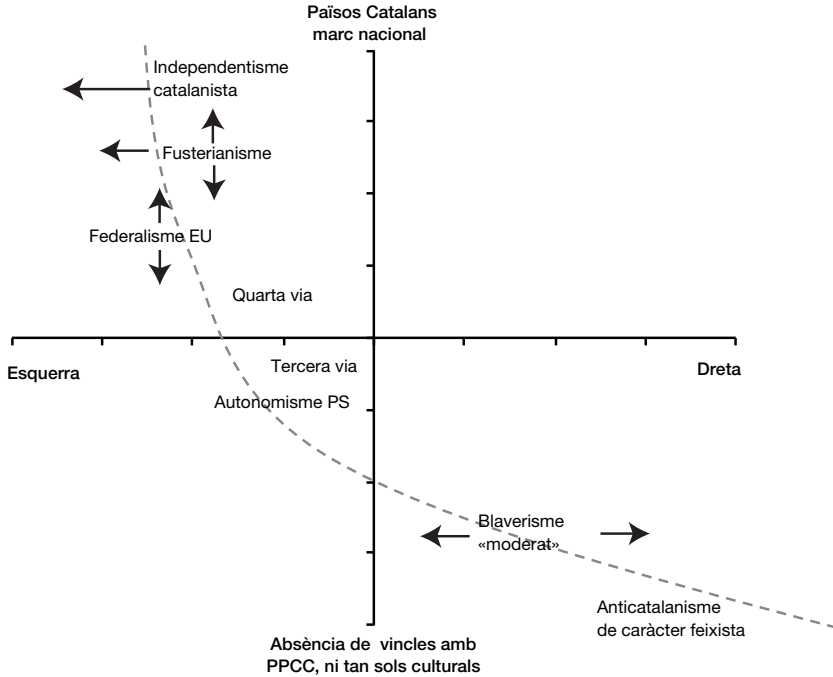 Països Catalans
marc nacional
Independentisme
catalanista
Fusterianisme
Federalisme EU
Quarta via
Tercera via
Esquerra
Dreta
Autonomisme PS
Blaverisme
«moderat»
Anticatalanisme
de caràcter feixista
Absència de vincles amb
PPCC, ni tan sols culturals